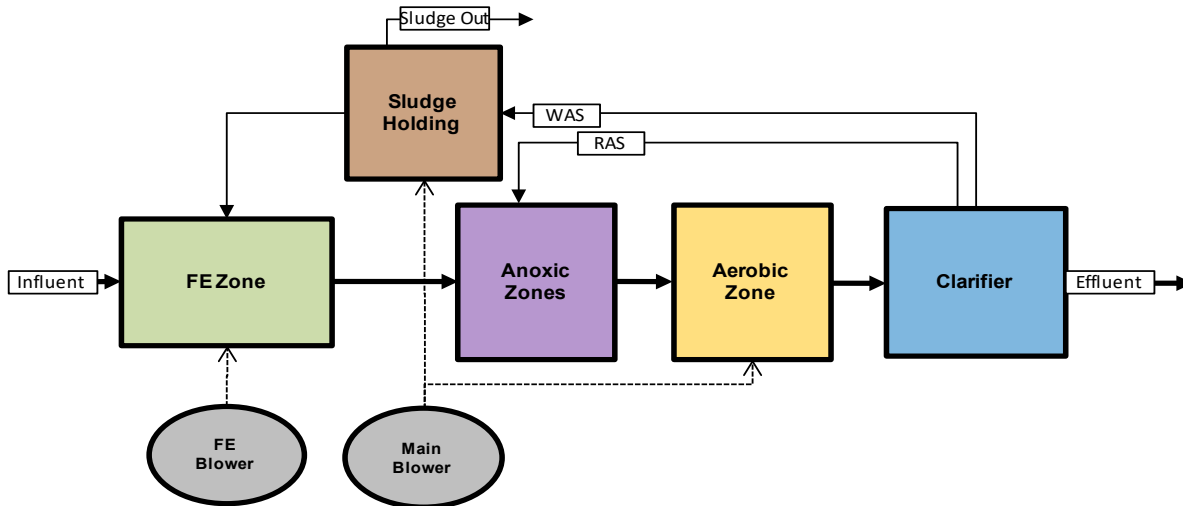 Sludge Out
Sludge
Holding
WAS
RAS
Influent
FE Zone
Anoxic
Zones
Aerobic
Zone
Clarifier
Effluent
FE
Blower
Main
Blower